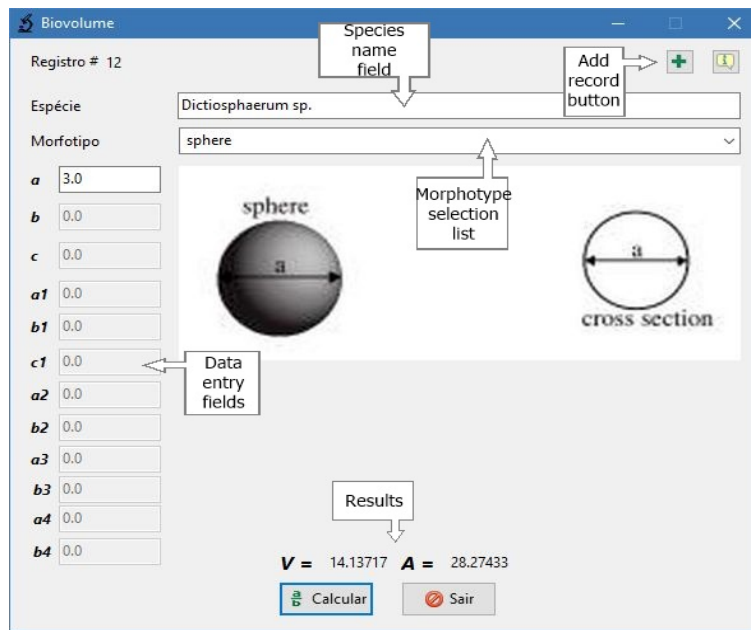 Biovolume
Registro # 12
Species
name
field
Add
record
button
Espécie
Dictiosphaerum sp.
Morfotipo
sphere
a
3.0
b
0.0
c
0.0
a1
0.0
b1
0.0
c1
0.0
a2
0.0
b2
0.0
a3
0.0
b3
0.0
a4
0.0
b4
0.0
sphere
a
Morphotype
selection
list
a
cross section
Data
entry
fields
Results
V = 14.13717 A = 28.27433
a
b
Calcular
Sair